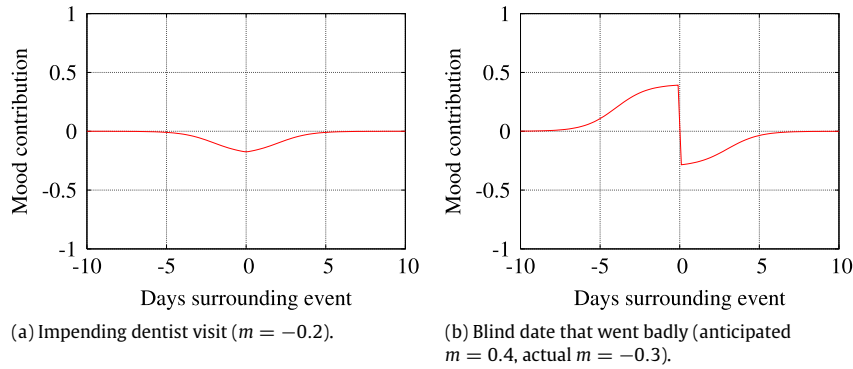 1
0.5
0
-0.5
-1
Mood contribution
-10
-5
0
5
10
Days surrounding event
(a) Impending dentist visit (m = −0.2).
1
0.5
0
-0.5
-1
Mood contribution
-10
-5
0
5
10
Days surrounding event
(b) Blind date that went badly (anticipated
m = 0.4, actual m = −0.3).